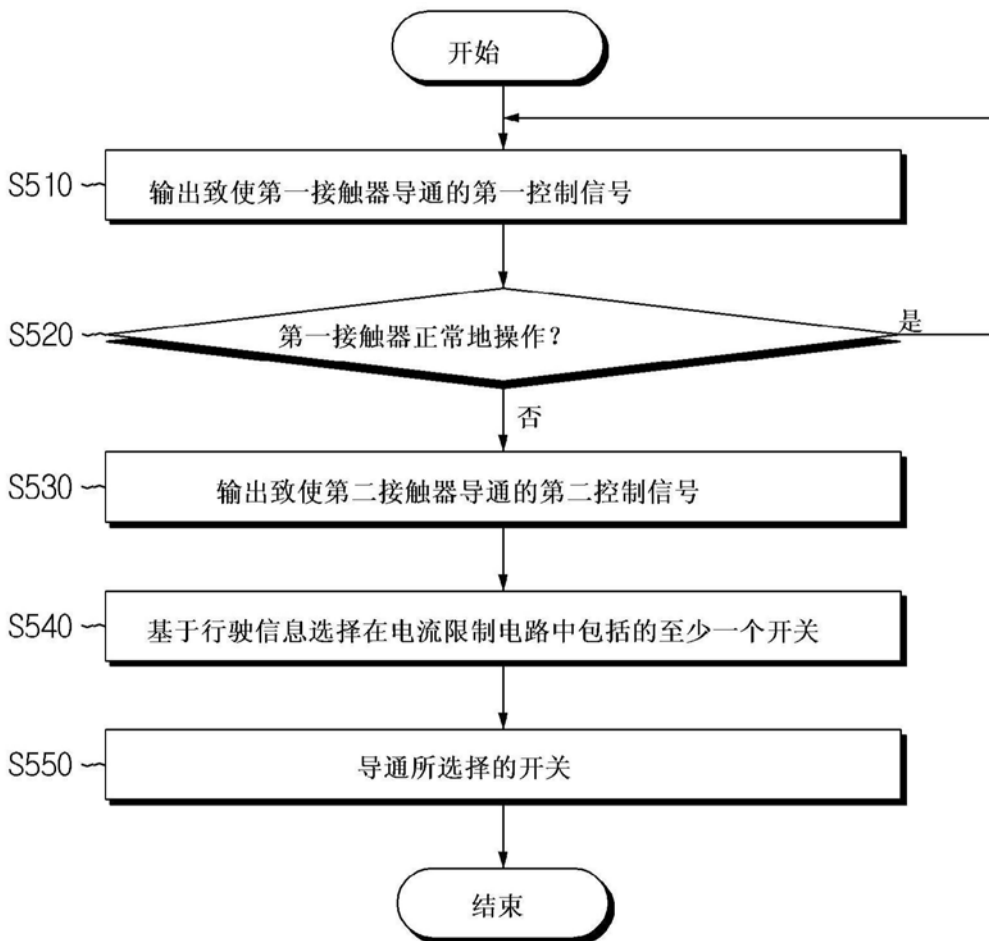 开始
S510
输出致使第一接触器导通的第一控制信号
S520
第一接触器正常地操作？
是
否
S530
输出致使第二接触器导通的第二控制信号
S540
基于行驶信息选择在电流限制电路中包括的至少一个开关
S550
导通所选择的开关
结束